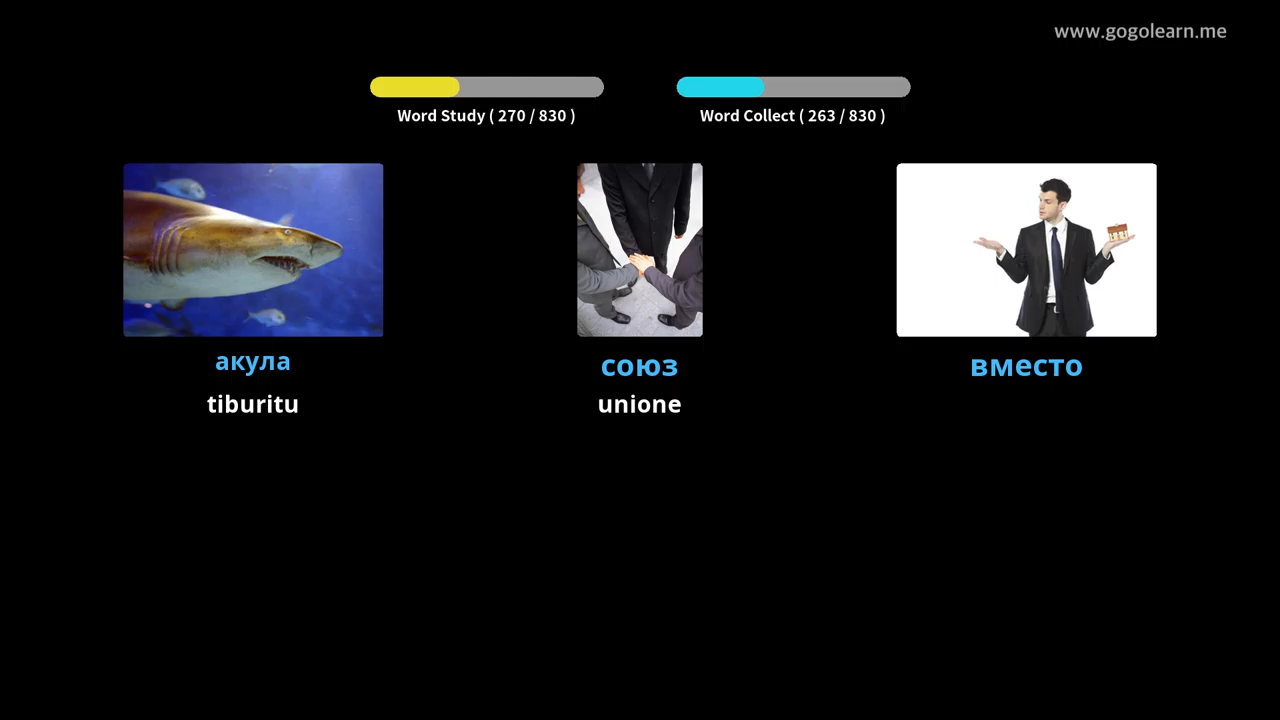 www.gogolearn.me
Word Study ( 270 / 830 )
Word Collect ( 263 / 830 )
акула
tiburitu
союз
unione
вместо